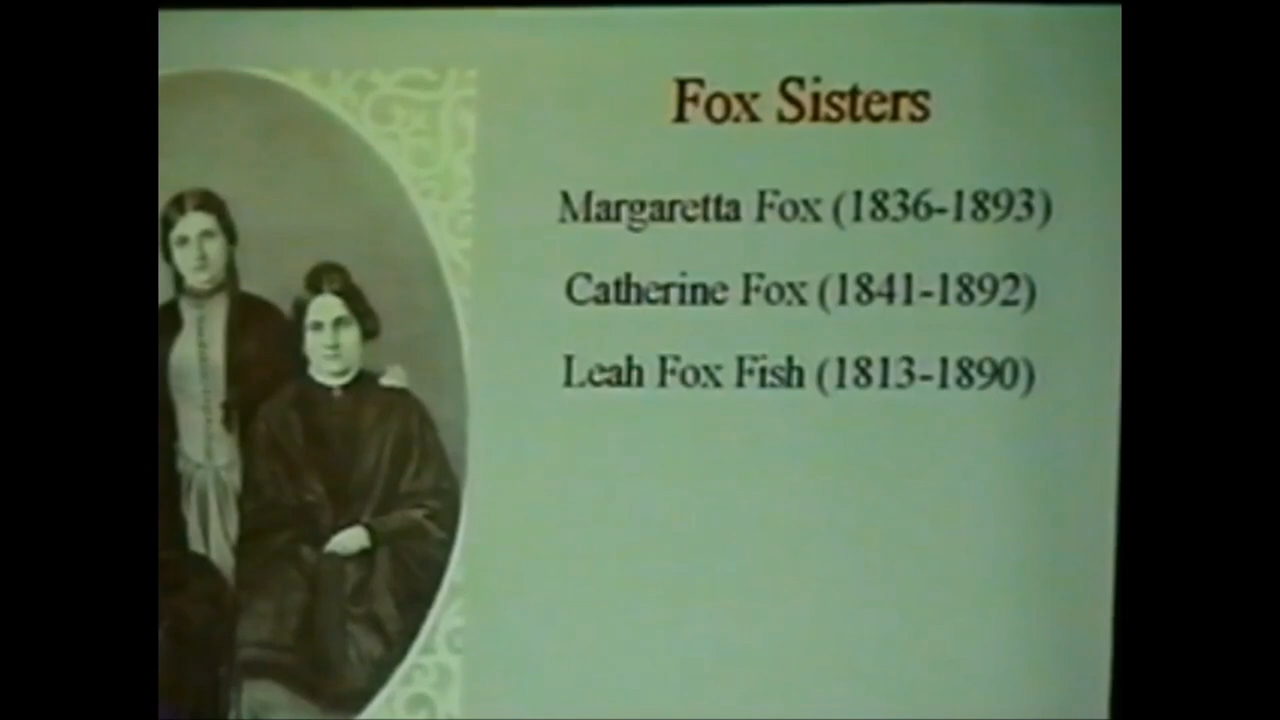 Fox Sisters
Margaretta Fox (1836-1893)
Catherine Fox (1841-1892)
Leah Fox Fish (1813-1890)